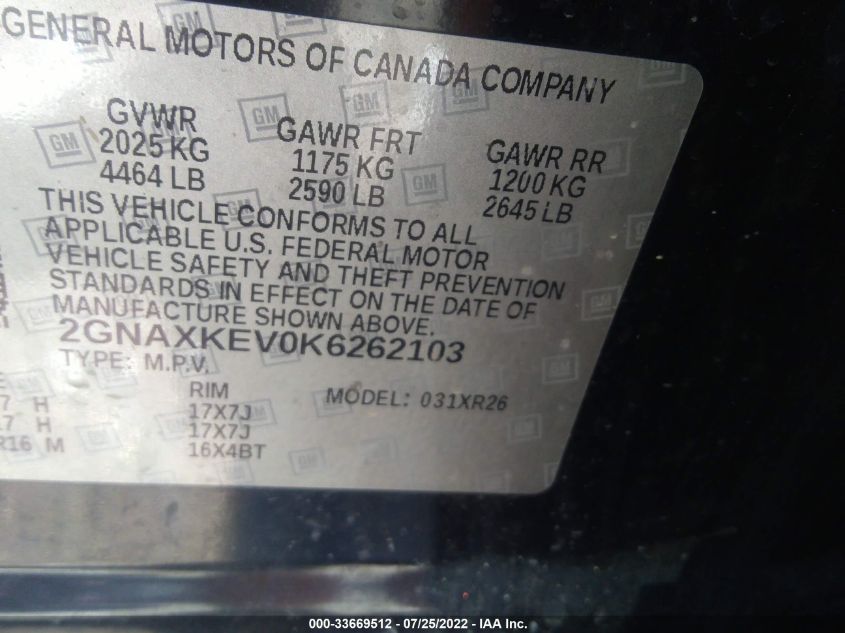 GENERAL MOTORS OF CANADA COMPANY
GVWR GAWR FRT GAWR RR
2025 KG 1175 KG 1200 KG
4464 LB 2590 LB 2645 LB
THIS VEHICLE CONFORMS TO ALL
APPLICABLE U.S. FEDERAL MOTOR
VEHICLE SAFETY AND THEFT PREVENTION
STANDARDS IN EFFECT ON THE DATE OF
MANUFACTURE SHOWN ABOVE.
2GNAXKEV0K6262103
TYPE: M.P.V.
RIM MODEL: 031XR26
7 H 17X7J
17 H 17X7J
R16 M 16X4BT
GM
000-33669512 - 07/25/2022 - IAA Inc.